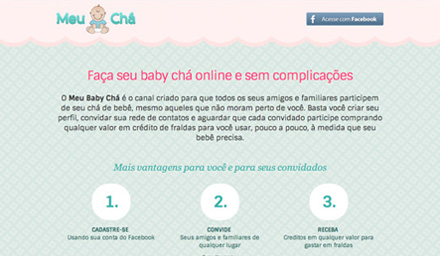 Meu Chá
Acesse com Facebook
Faça seu baby chá online e sem complicações
O Meu Baby Chá é o canal criado para que todos os seus amigos e familiares participem
de seu chá de bebê, mesmo aqueles que não moram perto de você. Basta você criar seu
perfil, convidar sua rede de contatos e aguardar que cada convidado participe comprando
qualquer valor em crédito de fraldas para você usar, pouco a pouco, à medida que seu
bebê precisa.
Mais vantagens para você e para seus convidados
1. 2. 3.
CADASTRE-SE CONVIDE RECEBA
Usando sua conta do Facebook Seus amigos e familiares de Creditos em qualquer valor para
qualquer lugar gastar em fraldas